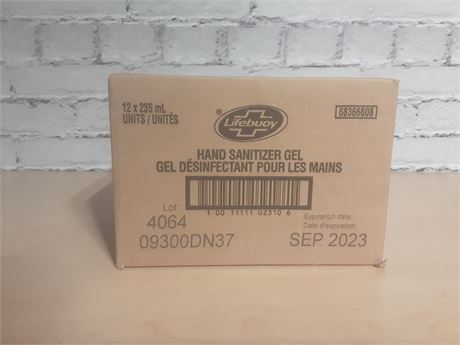 12 x 235 mL
UNITS / UNITÉS
Lifebuoy
®
68366608
HAND SANITIZER GEL
GEL DÉSINFECTANT POUR LES MAINS
1 00 11111 02310 6
Lot:
4064
09300DN37
Expiration date
Date d'expiration
SEP 2023